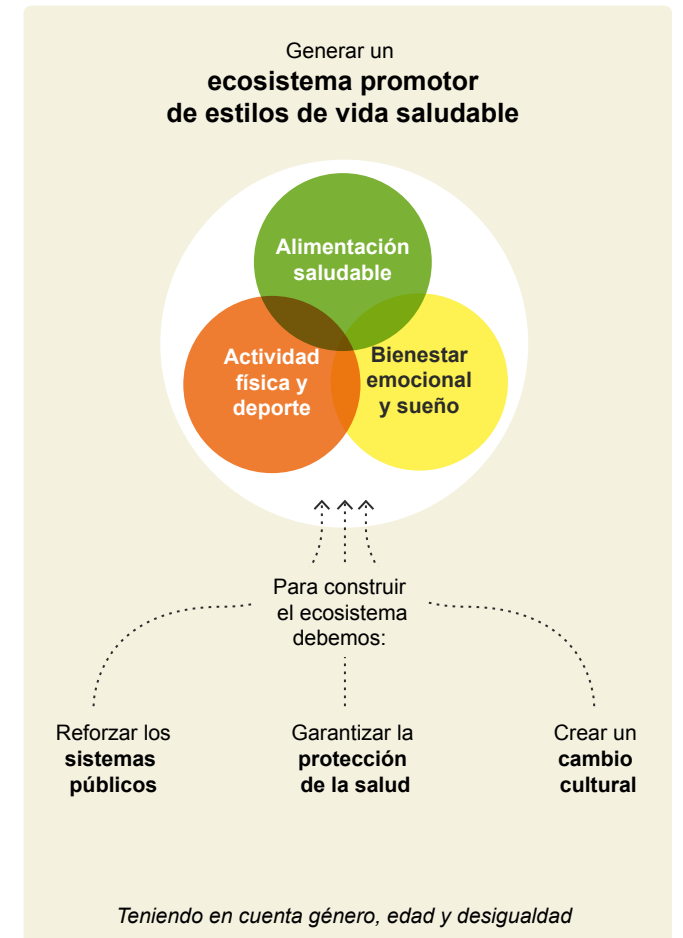 Generar un
ecosistema promotor
de estilos de vida saludable
Alimentación
saludable
Actividad
física y
deporte
Bienestar
emocional
y sueño
Para construir
el ecosistema
debemos:
Reforzar los
sistemas
públicos
Garantizar la
protección
de la salud
Crear un
cambio
cultural
Teniendo en cuenta género, edad y desigualdad